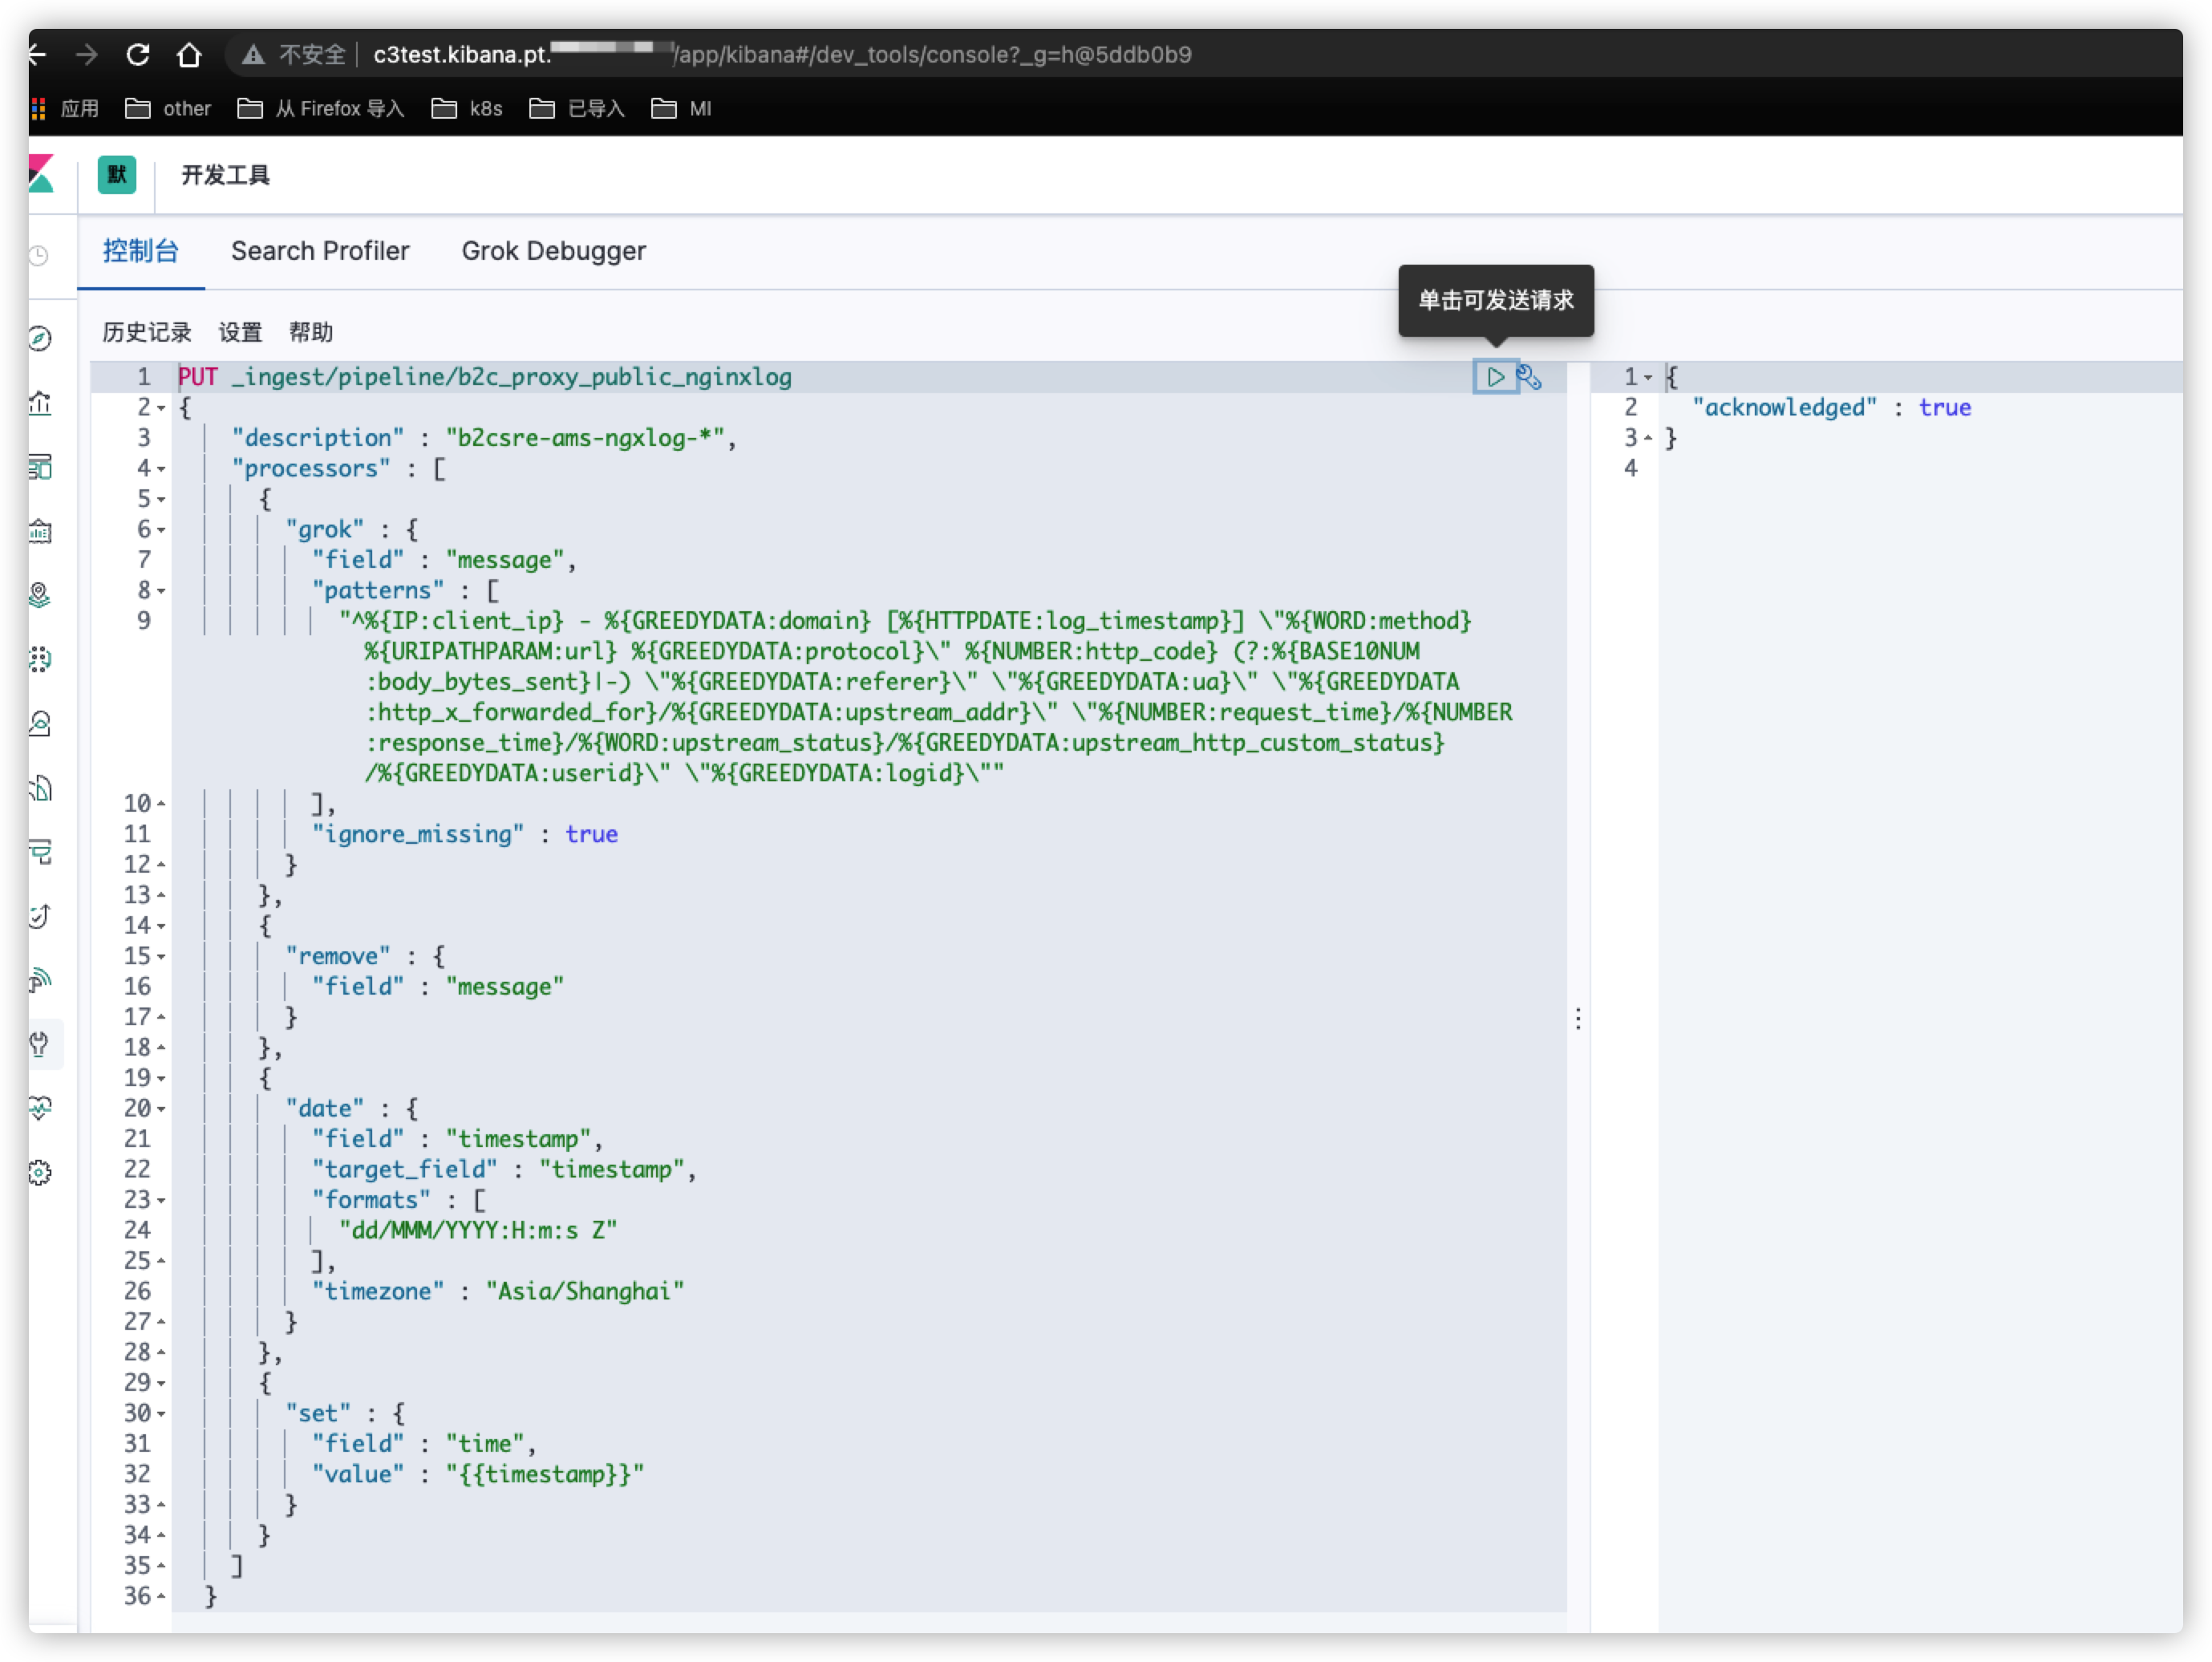 不安全 c3test.kibana.pt. /app/kibana#/dev_tools/console?_g=h@5ddb0b9
应用 other 从 Firefox 导入 k8s 已导入 MI
默 开发工具
控制台 Search Profiler Grok Debugger
单击可发送请求
历史记录 设置 帮助
1 PUT _ingest/pipeline/b2c_proxy_public_nginxlog
2 {
3 "description" : "b2csre-ams-ngxlog-*",
4 "processors" : [
5 {
6 "grok" : {
7 "field" : "message",
8 "patterns" : [
9 "^%{IP:client_ip} - %{GREEDYDATA:domain} [%{HTTPDATE:log_timestamp}] \"%{WORD:method}
%{URIPATHPARAM:url} %{GREEDYDATA:protocol}\" %{NUMBER:http_code} (?:%{BASE10NUM
:body_bytes_sent}|-) \"%{GREEDYDATA:referer}\" \"%{GREEDYDATA:ua}\" \"%{GREEDYDATA
:http_x_forwarded_for}/%{GREEDYDATA:upstream_addr}\" \"%{NUMBER:request_time}/%{NUMBER
:response_time}/%{WORD:upstream_status}/%{GREEDYDATA:upstream_http_custom_status}
/%{GREEDYDATA:userid}\" \"%{GREEDYDATA:logid}\""
10 ],
11 "ignore_missing" : true
12 }
13 },
14 {
15 "remove" : {
16 "field" : "message"
17 }
18 },
19 {
20 "date" : {
21 "field" : "timestamp",
22 "target_field" : "timestamp",
23 "formats" : [
24 "dd/MMM/YYYY:H:m:s Z"
25 ],
26 "timezone" : "Asia/Shanghai"
27 }
28 },
29 {
30 "set" : {
31 "field" : "time",
32 "value" : "{{timestamp}}"
33 }
34 }
35 ]
36 }
1 {
2 "acknowledged" : true
3 }
4